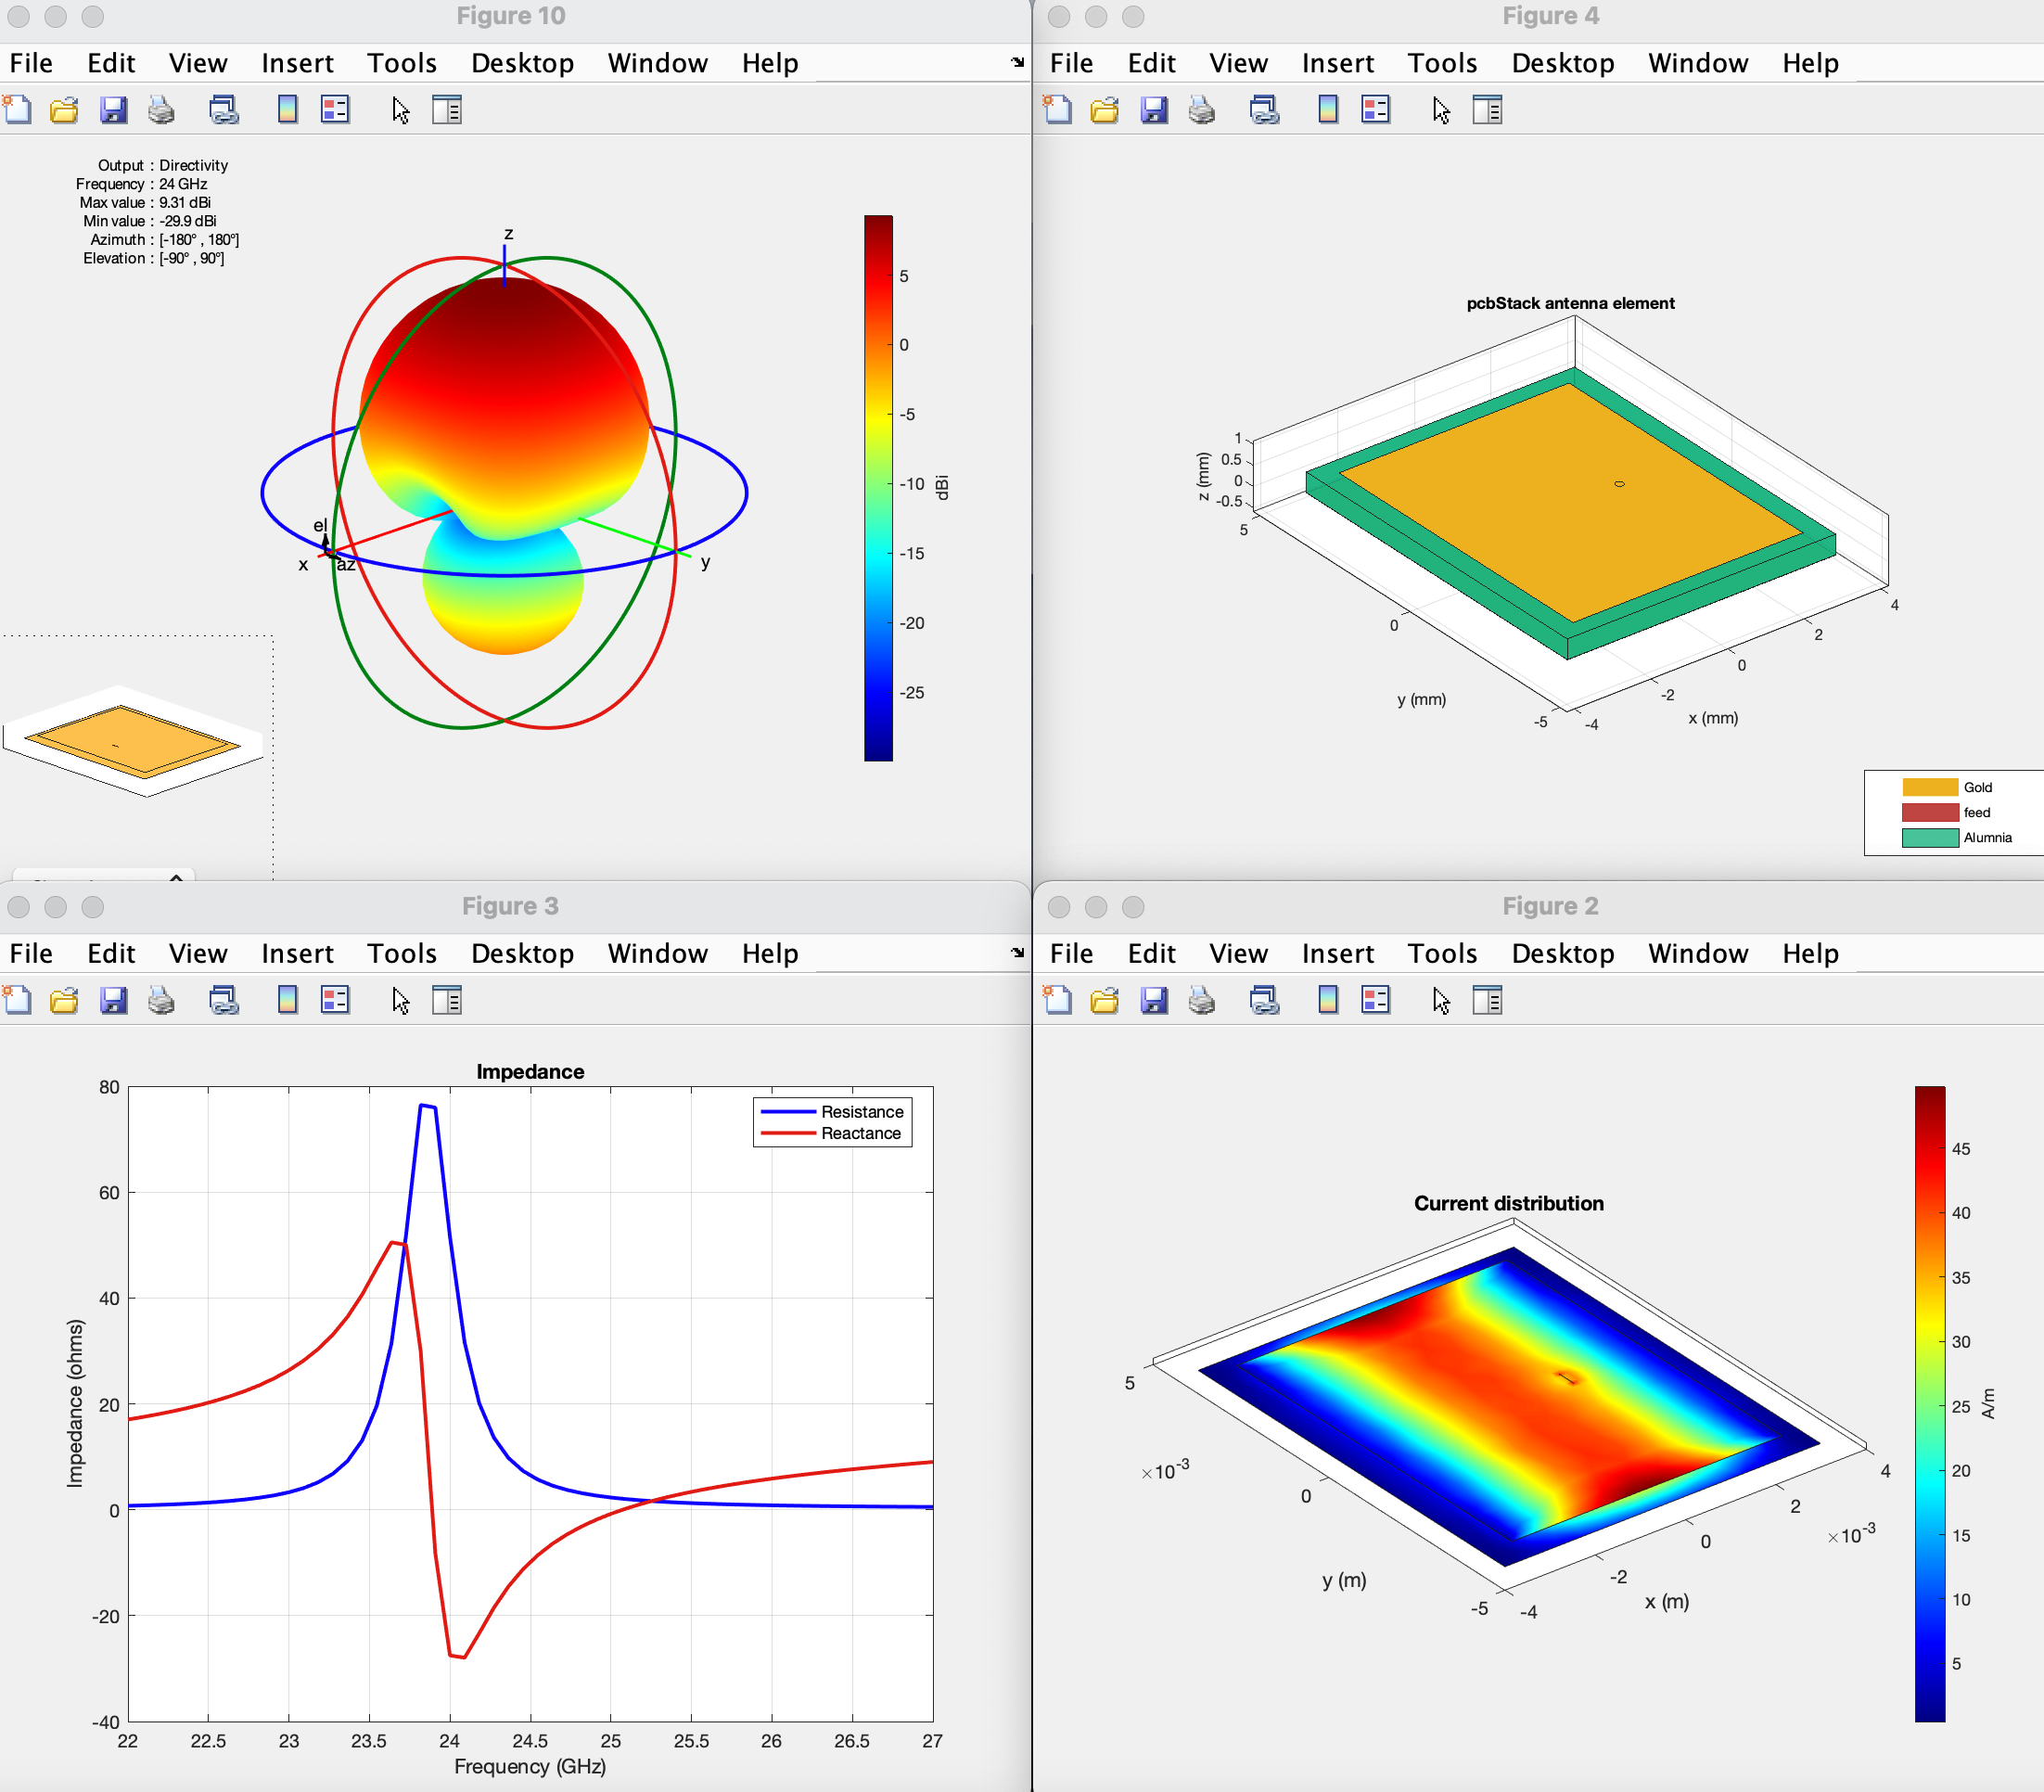 Figure 10
File Edit View Insert Tools Desktop Window Help
Output : Directivity
Frequency : 24 GHz
Max value : 9.31 dBi
Min value : -29.9 dBi
Azimuth : [-180° , 180°]
Elevation : [-90° , 90°]
z
el
x
az
y
5
0
-5
-10
-15
-20
-25
dBi
Figure 4
File Edit View Insert Tools Desktop Window Help
pcbStack antenna element
1
0.5
0
-0.5
z (mm)
5
0
-5
y (mm)
-4
-2
0
2
4
x (mm)
Gold
feed
Alumnia
Figure 3
File Edit View Insert Tools Desktop Window Help
Impedance
Resistance
Reactance
80
60
40
20
0
-20
-40
Impedance (ohms)
22 22.5 23 23.5 24 24.5 25 25.5 26 26.5 27
Frequency (GHz)
Figure 2
File Edit View Insert Tools Desktop Window Help
Current distribution
5
0
-5
×10-3
y (m)
-4
-2
0
2
4
×10-3
x (m)
45
40
35
30
25
20
15
10
5
A/m